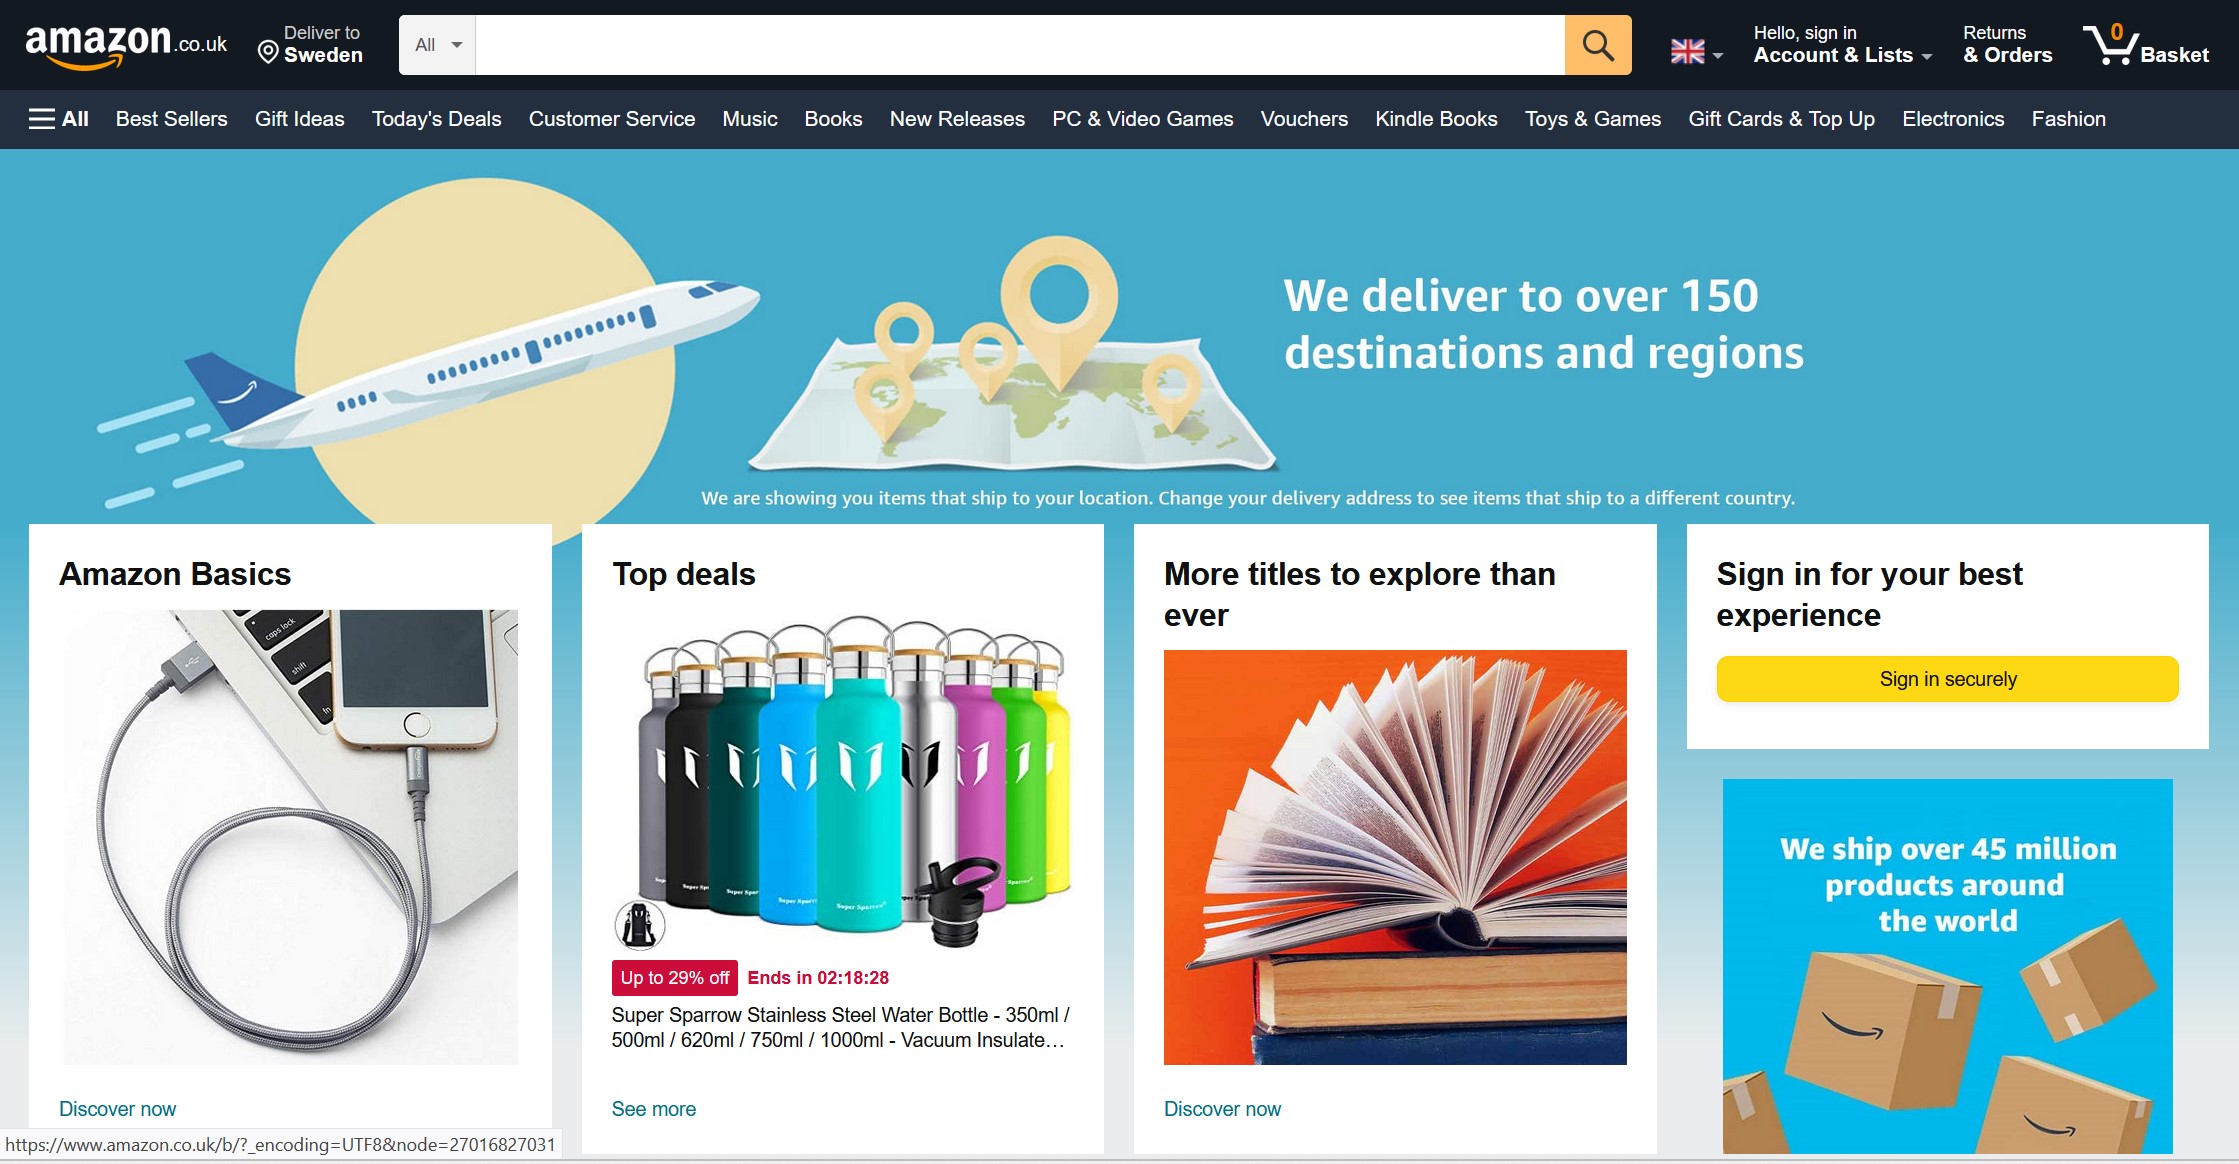 amazon.co.uk
Deliver to
Sweden
All
Hello, sign in
Account & Lists
Returns
& Orders
0
Basket
All
Best Sellers
Gift Ideas
Today's Deals
Customer Service
Music
Books
New Releases
PC & Video Games
Vouchers
Kindle Books
Toys & Games
Gift Cards & Top Up
Electronics
Fashion
We deliver to over 150
destinations and regions
We are showing you items that ship to your location. Change your delivery address to see items that ship to a different country.
Amazon Basics
caps lock
shift
fn
Discover now
Top deals
Super Sparrow
Up to 29% off
Ends in 02:18:28
Super Sparrow Stainless Steel Water Bottle - 350ml /
500ml / 620ml / 750ml / 1000ml - Vacuum Insulate…
See more
More titles to explore than
ever
Discover now
Sign in for your best
experience
Sign in securely
We ship over 45 million
products around
the world
https://www.amazon.co.uk/b/?_encoding=UTF8&node=27016827031